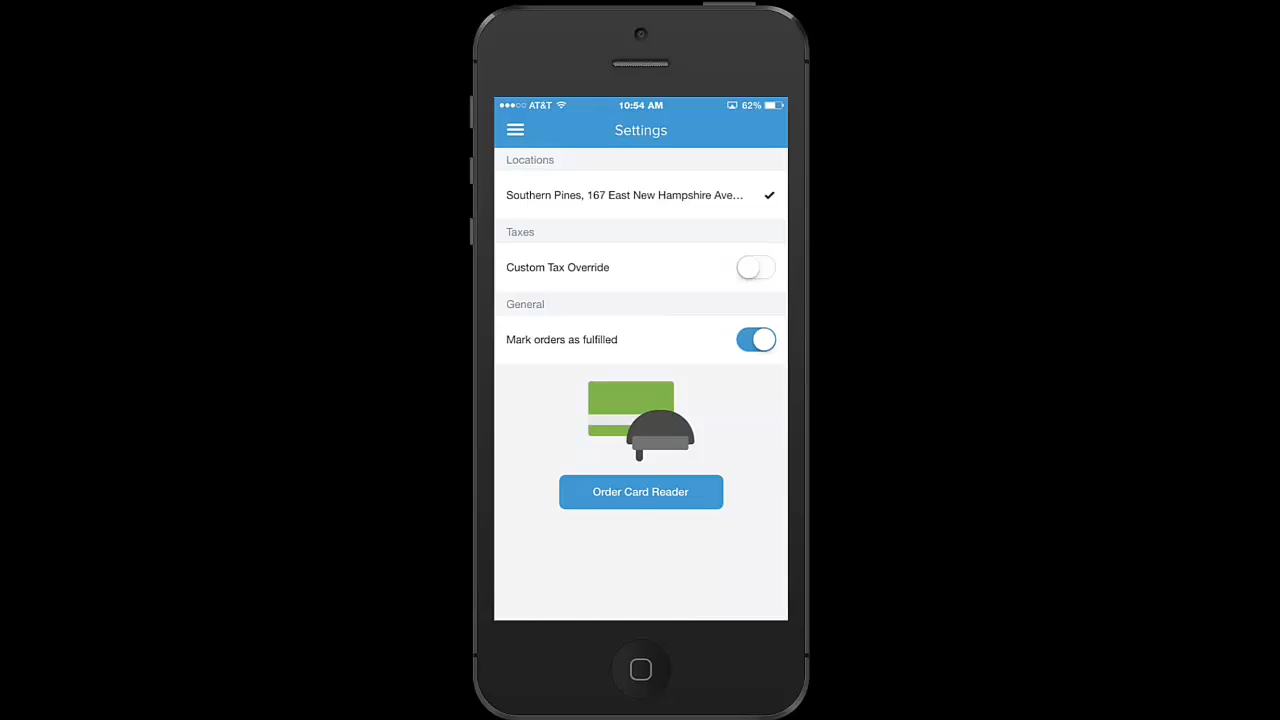 AT&T 10:54 AM 62%
Settings
Locations
Southern Pines, 167 East New Hampshire Ave...
Taxes
Custom Tax Override
General
Mark orders as fulfilled
Order Card Reader